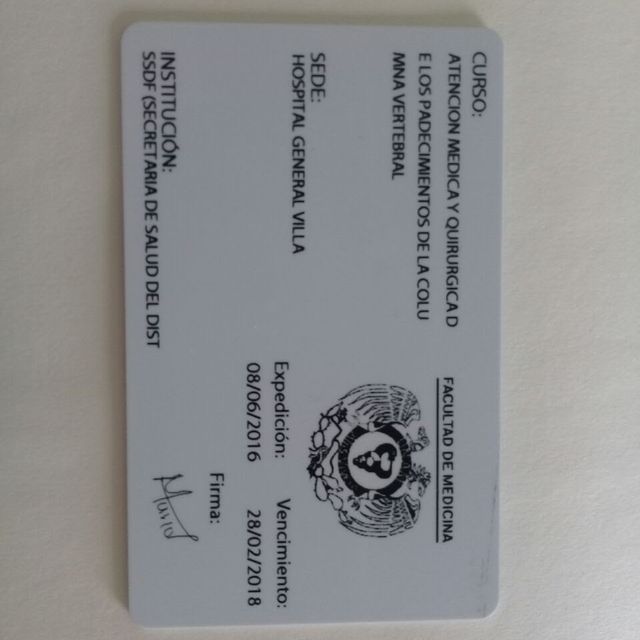 CURSO:
ATENCION MEDICA Y QUIRURGICA D
E LOS PADECIMIENTOS DE LA COLU
MNA VERTEBRAL
SEDE:
HOSPITAL GENERAL VILLA
INSTITUCIÓN:
SSDF (SECRETARIA DE SALUD DEL DIST
FACULTAD DE MEDICINA
Expedición: Vencimiento:
08/06/2016 28/02/2018
Firma: